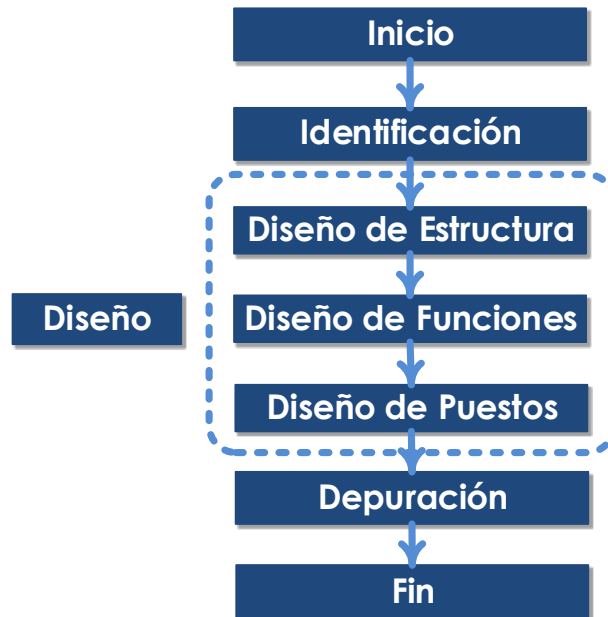 Inicio
Identificación
Diseño de Estructura
Diseño
Diseño de Funciones
Diseño de Puestos
Depuración
Fin